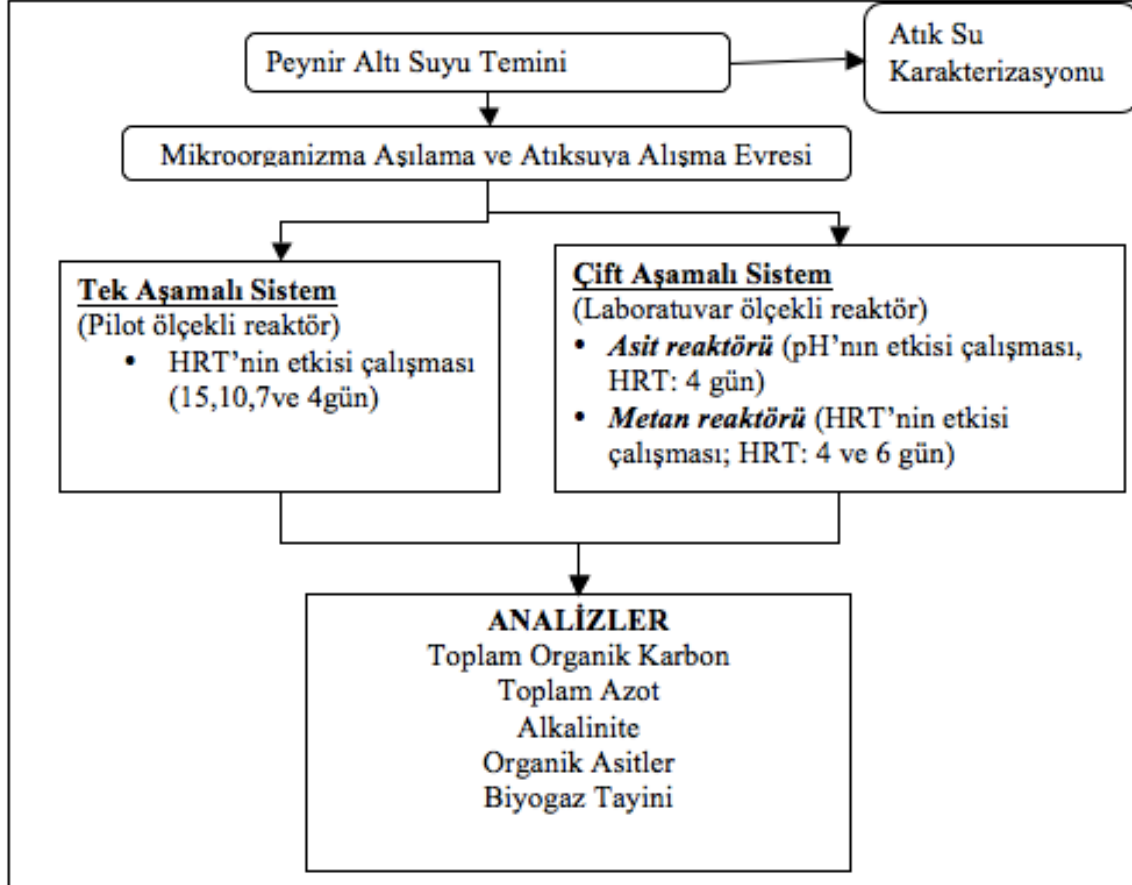 Peynir Altı Suyu Temini
Atık Su
Karakterizasyonu
Mikroorganizma Aşılama ve Atıksuya Alışma Evresi
Tek Aşamalı Sistem
(Pilot ölçekli reaktör)
• HRT’nin etkisi çalışması
(15,10,7ve 4gün)
Çift Aşamalı Sistem
(Laboratuvar ölçekli reaktör)
• Asit reaktörü (pH’nın etkisi çalışması,
HRT: 4 gün)
• Metan reaktörü (HRT’nin etkisi
çalışması; HRT: 4 ve 6 gün)
ANALİZLER
Toplam Organik Karbon
Toplam Azot
Alkalinite
Organik Asitler
Biyogaz Tayini